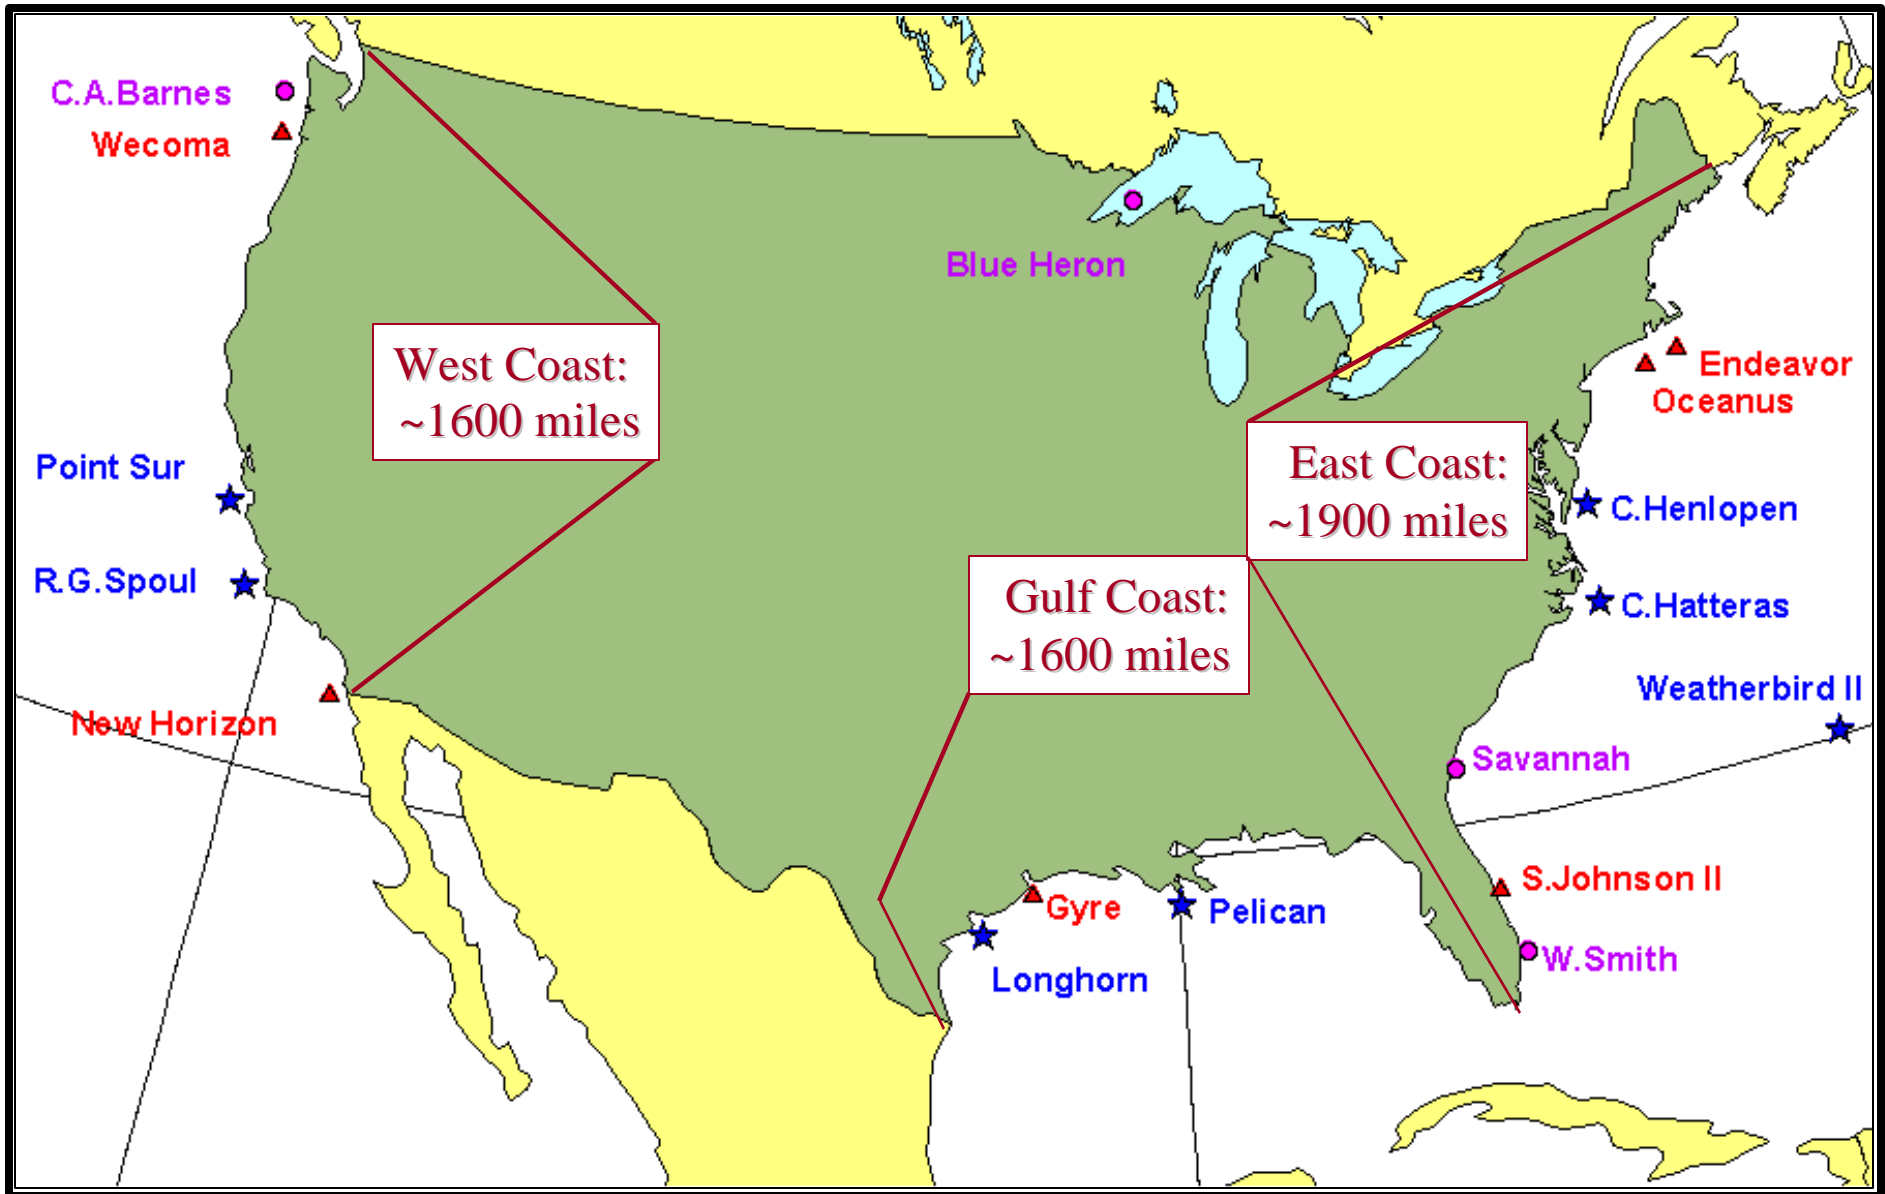 C.A.Barnes
Wecoma
Blue Heron
West Coast:
~1600 miles
Endeavor
Oceanus
East Coast:
~1900 miles
Point Sur
C.Henlopen
R.G.Spoul
Gulf Coast:
~1600 miles
C.Hatteras
Weatherbird II
New Horizon
Savannah
S.Johnson II
Gyre
Pelican
W.Smith
Longhorn